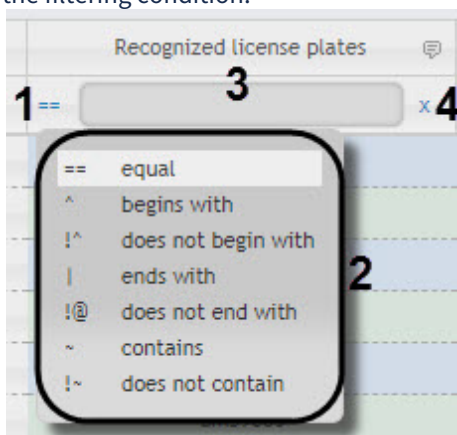 the filtering condition.
Recognized license plates
1 == 3 x 4
== equal
^ begins with
!^ does not begin with
| ends with
!@ does not end with
~ contains
!~ does not contain
2